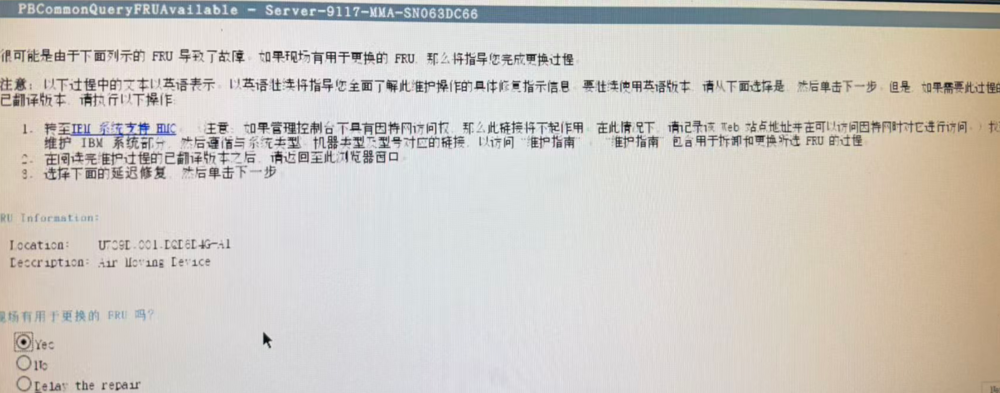 PBCommonQueryFRUAvailable - Server-9117-MMA-SN063DC66
很可能是由于下面列示的 FRU 导致了故障。如果现场有用于更换的 FRU，那么将指导您完成更换过程。
注意：以下过程中的文本以英语表示。以英语继续将指导您全面了解此维护操作的具体修复指示信息。要继续使用英语版本，请从下面选择是，然后单击下一步。但是，如果需要此过程的
已翻译版本，请执行以下操作：
1. 转至IBM 系统支持 HMC。（注意：如果管理控制台不具有因特网访问权，那么此链接将不起作用。在此情况下，请记录该 Web 站点地址并在可以访问因特网时对它进行访问。）找
维护 IBM 系统部分，然后遵循与系统类型、机器类型及型号对应的链接，以访问“维护指南”。“维护指南”包含用于拆卸和更换所选 FRU 的过程。
2. 在阅读完维护过程的已翻译版本之后，请返回至此浏览器窗口。
3. 选择下面的延迟修复，然后单击下一步。
RU Information:
Location:
Description: Air Moving Device
现场有用于更换的 FRU 吗？
Yes
No
Delay the repair